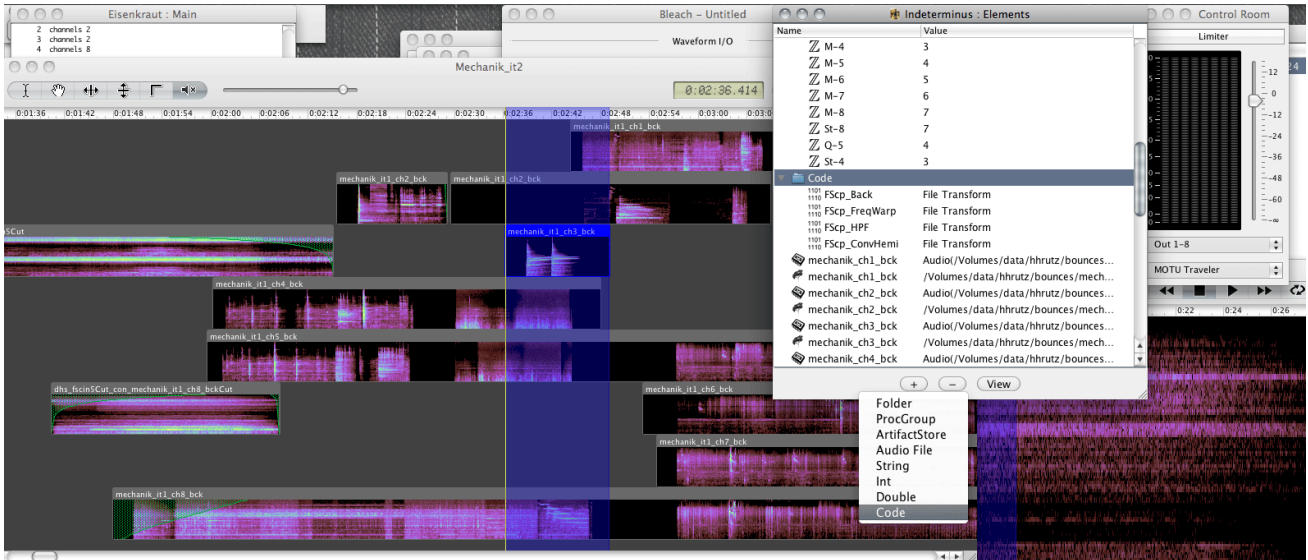 Eisenkraut : Main
2 channels 2
3 channels 2
4 channels 8
Bleach – Untitled
Waveform I/O
Mechanik_it2
0:02:36.414
0:01:36 0:01:42 0:01:48 0:01:54 0:02:00 0:02:06 0:02:12 0:02:18 0:02:24 0:02:30 0:02:36 0:02:42 0:02:48 0:02:54 0:03:00
mechanik_it1_ch1_bck
mechanik_it1_ch2_bck
mechanik_it1_ch2_bck
mechanik_it1_ch3_bck
mechanik_it1_ch4_bck
mechanik_it1_ch5_bck
dhs_fscin5Cut_con_mechanik_it1_ch8_bckCut
mechanik_it1_ch6_bck
mechanik_it1_ch7_bck
mechanik_it1_ch8_bck
Indeterminus : Elements
Name Value
ℤ M-4 3
ℤ M-5 4
ℤ M-6 5
ℤ M-7 6
ℤ M-8 7
ℤ St-8 7
ℤ Q-5 4
ℤ St-4 3
Code
FScp_Back File Transform
FScp_FreqWarp File Transform
FScp_HPF File Transform
FScp_ConvHemi File Transform
mechanik_ch1_bck Audio(/Volumes/data/hhrutz/bounces...
mechanik_ch1_bck /Volumes/data/hhrutz/bounces/mech...
mechanik_ch2_bck Audio(/Volumes/data/hhrutz/bounces...
mechanik_ch2_bck /Volumes/data/hhrutz/bounces/mech...
mechanik_ch3_bck Audio(/Volumes/data/hhrutz/bounces...
mechanik_ch3_bck /Volumes/data/hhrutz/bounces/mech...
mechanik_ch4_bck Audio(/Volumes/data/hhrutz/bounces...
+ − View
Folder
ProcGroup
ArtifactStore
Audio File
String
Int
Double
Code
Control Room
Limiter
-12
0
-12
-24
-36
-48
-60
-∞
Out 1-8
MOTU Traveler
0:22 0:24 0:26